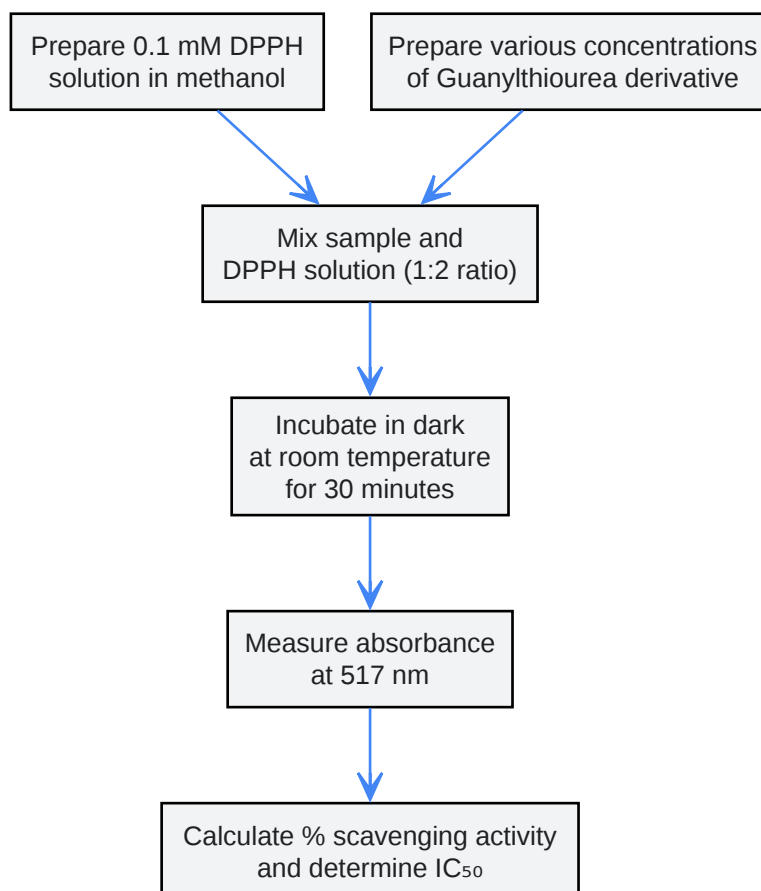 Prepare 0.1 mM DPPH
solution in methanol
Prepare various concentrations
of Guanylthiourea derivative
Mix sample and
DPPH solution (1:2 ratio)
Incubate in dark
at room temperature
for 30 minutes
Measure absorbance
at 517 nm
Calculate % scavenging activity
and determine IC₅₀